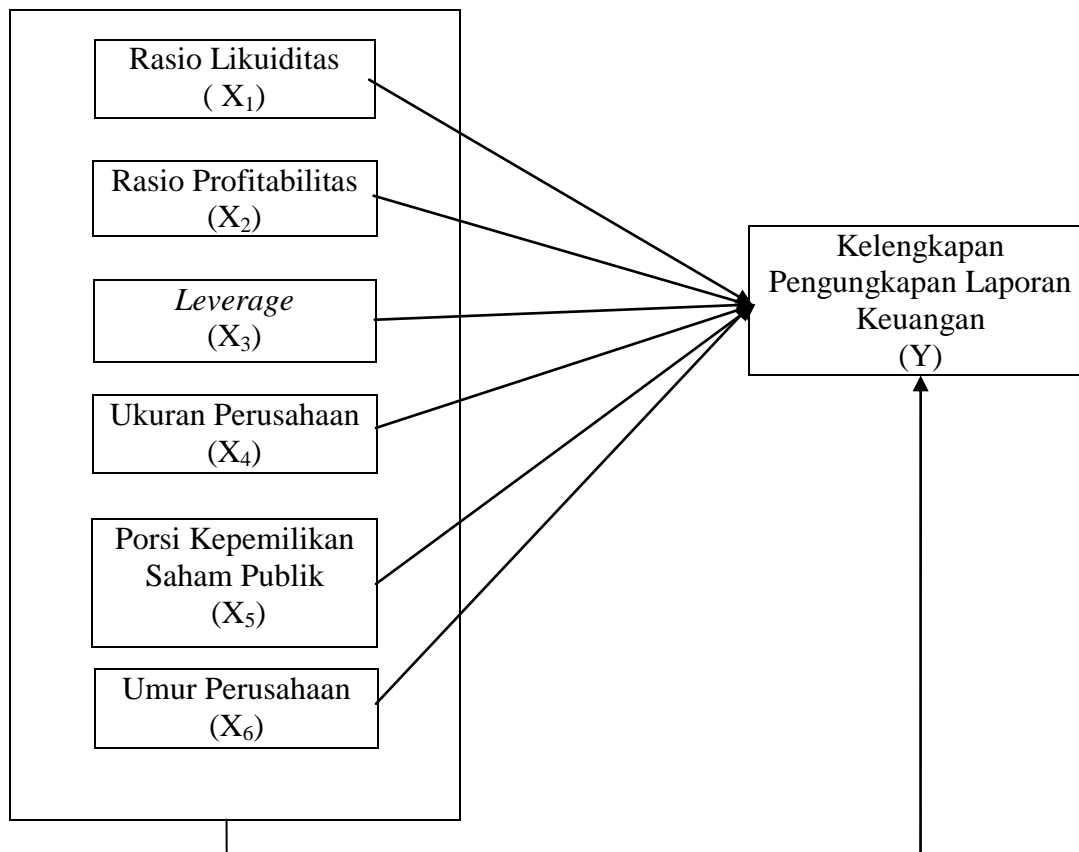 Rasio Likuiditas
( X₁)
Rasio Profitabilitas
(X₂)
Leverage
(X₃)
Ukuran Perusahaan
(X₄)
Porsi Kepemilikan
Saham Publik
(X₅)
Umur Perusahaan
(X₆)
Kelengkapan
Pengungkapan Laporan
Keuangan
(Y)